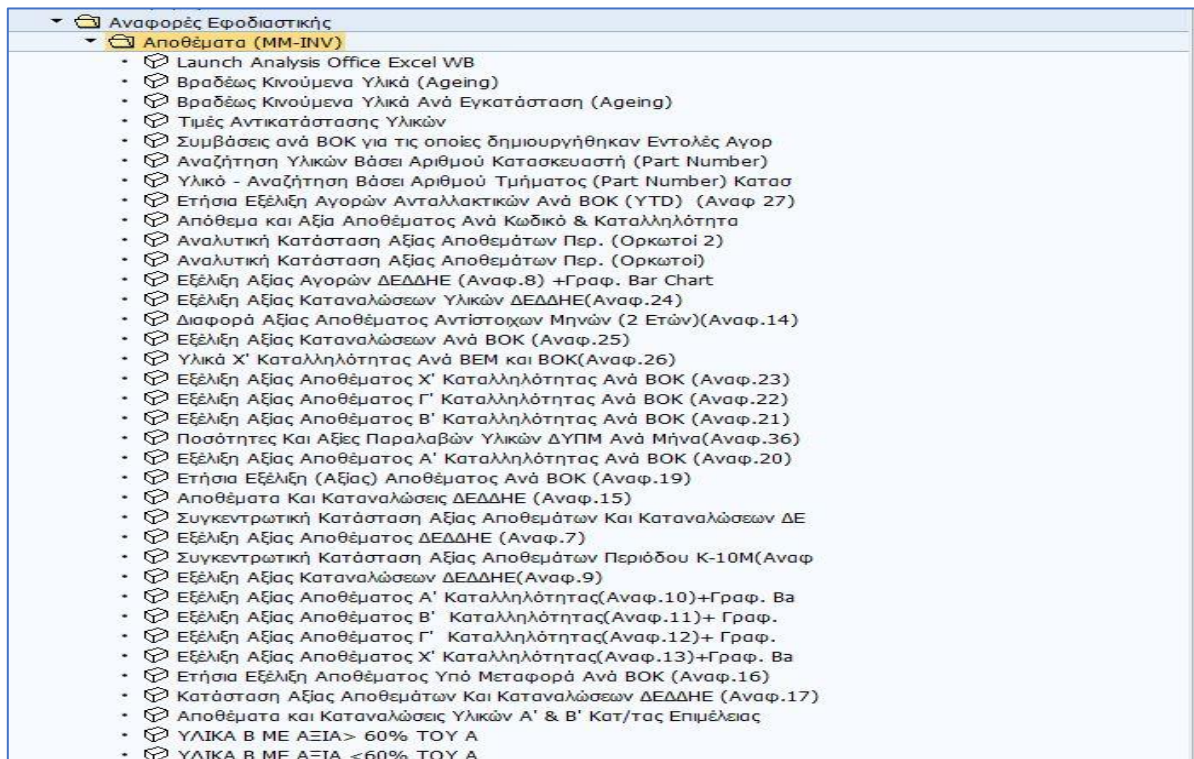 Αναφορές Εφοδιαστικής
Αποθέματα (MM-INV)
Launch Analysis Office Excel WB
Βραδέως Κινούμενα Υλικά (Ageing)
Βραδέως Κινούμενα Υλικά Ανά Εγκατάσταση (Ageing)
Τιμές Αντικατάστασης Υλικών
Συμβάσεις ανά ΒΟΚ για τις οποίες δημιουργήθηκαν Εντολές Αγορ
Αναζήτηση Υλικών Βάσει Αριθμού Κατασκευαστή (Part Number)
Υλικό - Αναζήτηση Βάσει Αριθμού Τμήματος (Part Number) Κατασ
Ετήσια Εξέλιξη Αγορών Ανταλλακτικών Ανά ΒΟΚ (YTD) (Αναφ 27)
Απόθεμα και Αξία Αποθέματος Ανά Κωδικό & Καταλληλότητα
Αναλυτική Κατάσταση Αξίας Αποθεμάτων Περ. (Ορκωτοί 2)
Αναλυτική Κατάσταση Αξίας Αποθεμάτων Περ. (Ορκωτοί)
Εξέλιξη Αξίας Αγορών ΔΕΔΔΗΕ (Αναφ.8) +Γραφ. Bar Chart
Εξέλιξη Αξίας Καταναλώσεων Υλικών ΔΕΔΔΗΕ(Αναφ.24)
Διαφορά Αξίας Αποθέματος Αντίστοιχων Μηνών (2 Ετών)(Αναφ.14)
Εξέλιξη Αξίας Καταναλώσεων Ανά ΒΟΚ (Αναφ.25)
Υλικά Χ' Καταλληλότητας Ανά ΒΕΜ και ΒΟΚ(Αναφ.26)
Εξέλιξη Αξίας Αποθέματος Χ' Καταλληλότητας Ανά ΒΟΚ (Αναφ.23)
Εξέλιξη Αξίας Αποθέματος Γ' Καταλληλότητας Ανά ΒΟΚ (Αναφ.22)
Εξέλιξη Αξίας Αποθέματος Β' Καταλληλότητας Ανά ΒΟΚ (Αναφ.21)
Ποσότητες Και Αξίες Παραλαβών Υλικών ΔΥΠΜ Ανά Μήνα(Αναφ.36)
Εξέλιξη Αξίας Αποθέματος Α' Καταλληλότητας Ανά ΒΟΚ (Αναφ.20)
Ετήσια Εξέλιξη (Αξίας) Αποθέματος Ανά ΒΟΚ (Αναφ.19)
Αποθέματα Και Καταναλώσεις ΔΕΔΔΗΕ (Αναφ.15)
Συγκεντρωτική Κατάσταση Αξίας Αποθεμάτων Και Καταναλώσεων ΔΕ
Εξέλιξη Αξίας Αποθέματος ΔΕΔΔΗΕ (Αναφ.7)
Συγκεντρωτική Κατάσταση Αξίας Αποθεμάτων Περιόδου Κ-10Μ(Αναφ
Εξέλιξη Αξίας Καταναλώσεων ΔΕΔΔΗΕ(Αναφ.9)
Εξέλιξη Αξίας Αποθέματος Α' Καταλληλότητας(Αναφ.10)+Γραφ. Ba
Εξέλιξη Αξίας Αποθέματος Β' Καταλληλότητας(Αναφ.11)+ Γραφ.
Εξέλιξη Αξίας Αποθέματος Γ' Καταλληλότητας(Αναφ.12)+ Γραφ.
Εξέλιξη Αξίας Αποθέματος Χ' Καταλληλότητας(Αναφ.13)+Γραφ. Ba
Ετήσια Εξέλιξη Αποθέματος Υπό Μεταφορά Ανά ΒΟΚ (Αναφ.16)
Κατάσταση Αξίας Αποθεμάτων Και Καταναλώσεων ΔΕΔΔΗΕ (Αναφ.17)
Αποθέματα και Καταναλώσεις Υλικών Α' & Β' Κατ/τας Επιμέλειας
ΥΛΙΚΑ Β ΜΕ ΑΞΙΑ> 60% ΤΟΥ Α
ΥΛΙΚΑ Β ΜΕ ΑΞΙΑ <60% ΤΟΥ Α